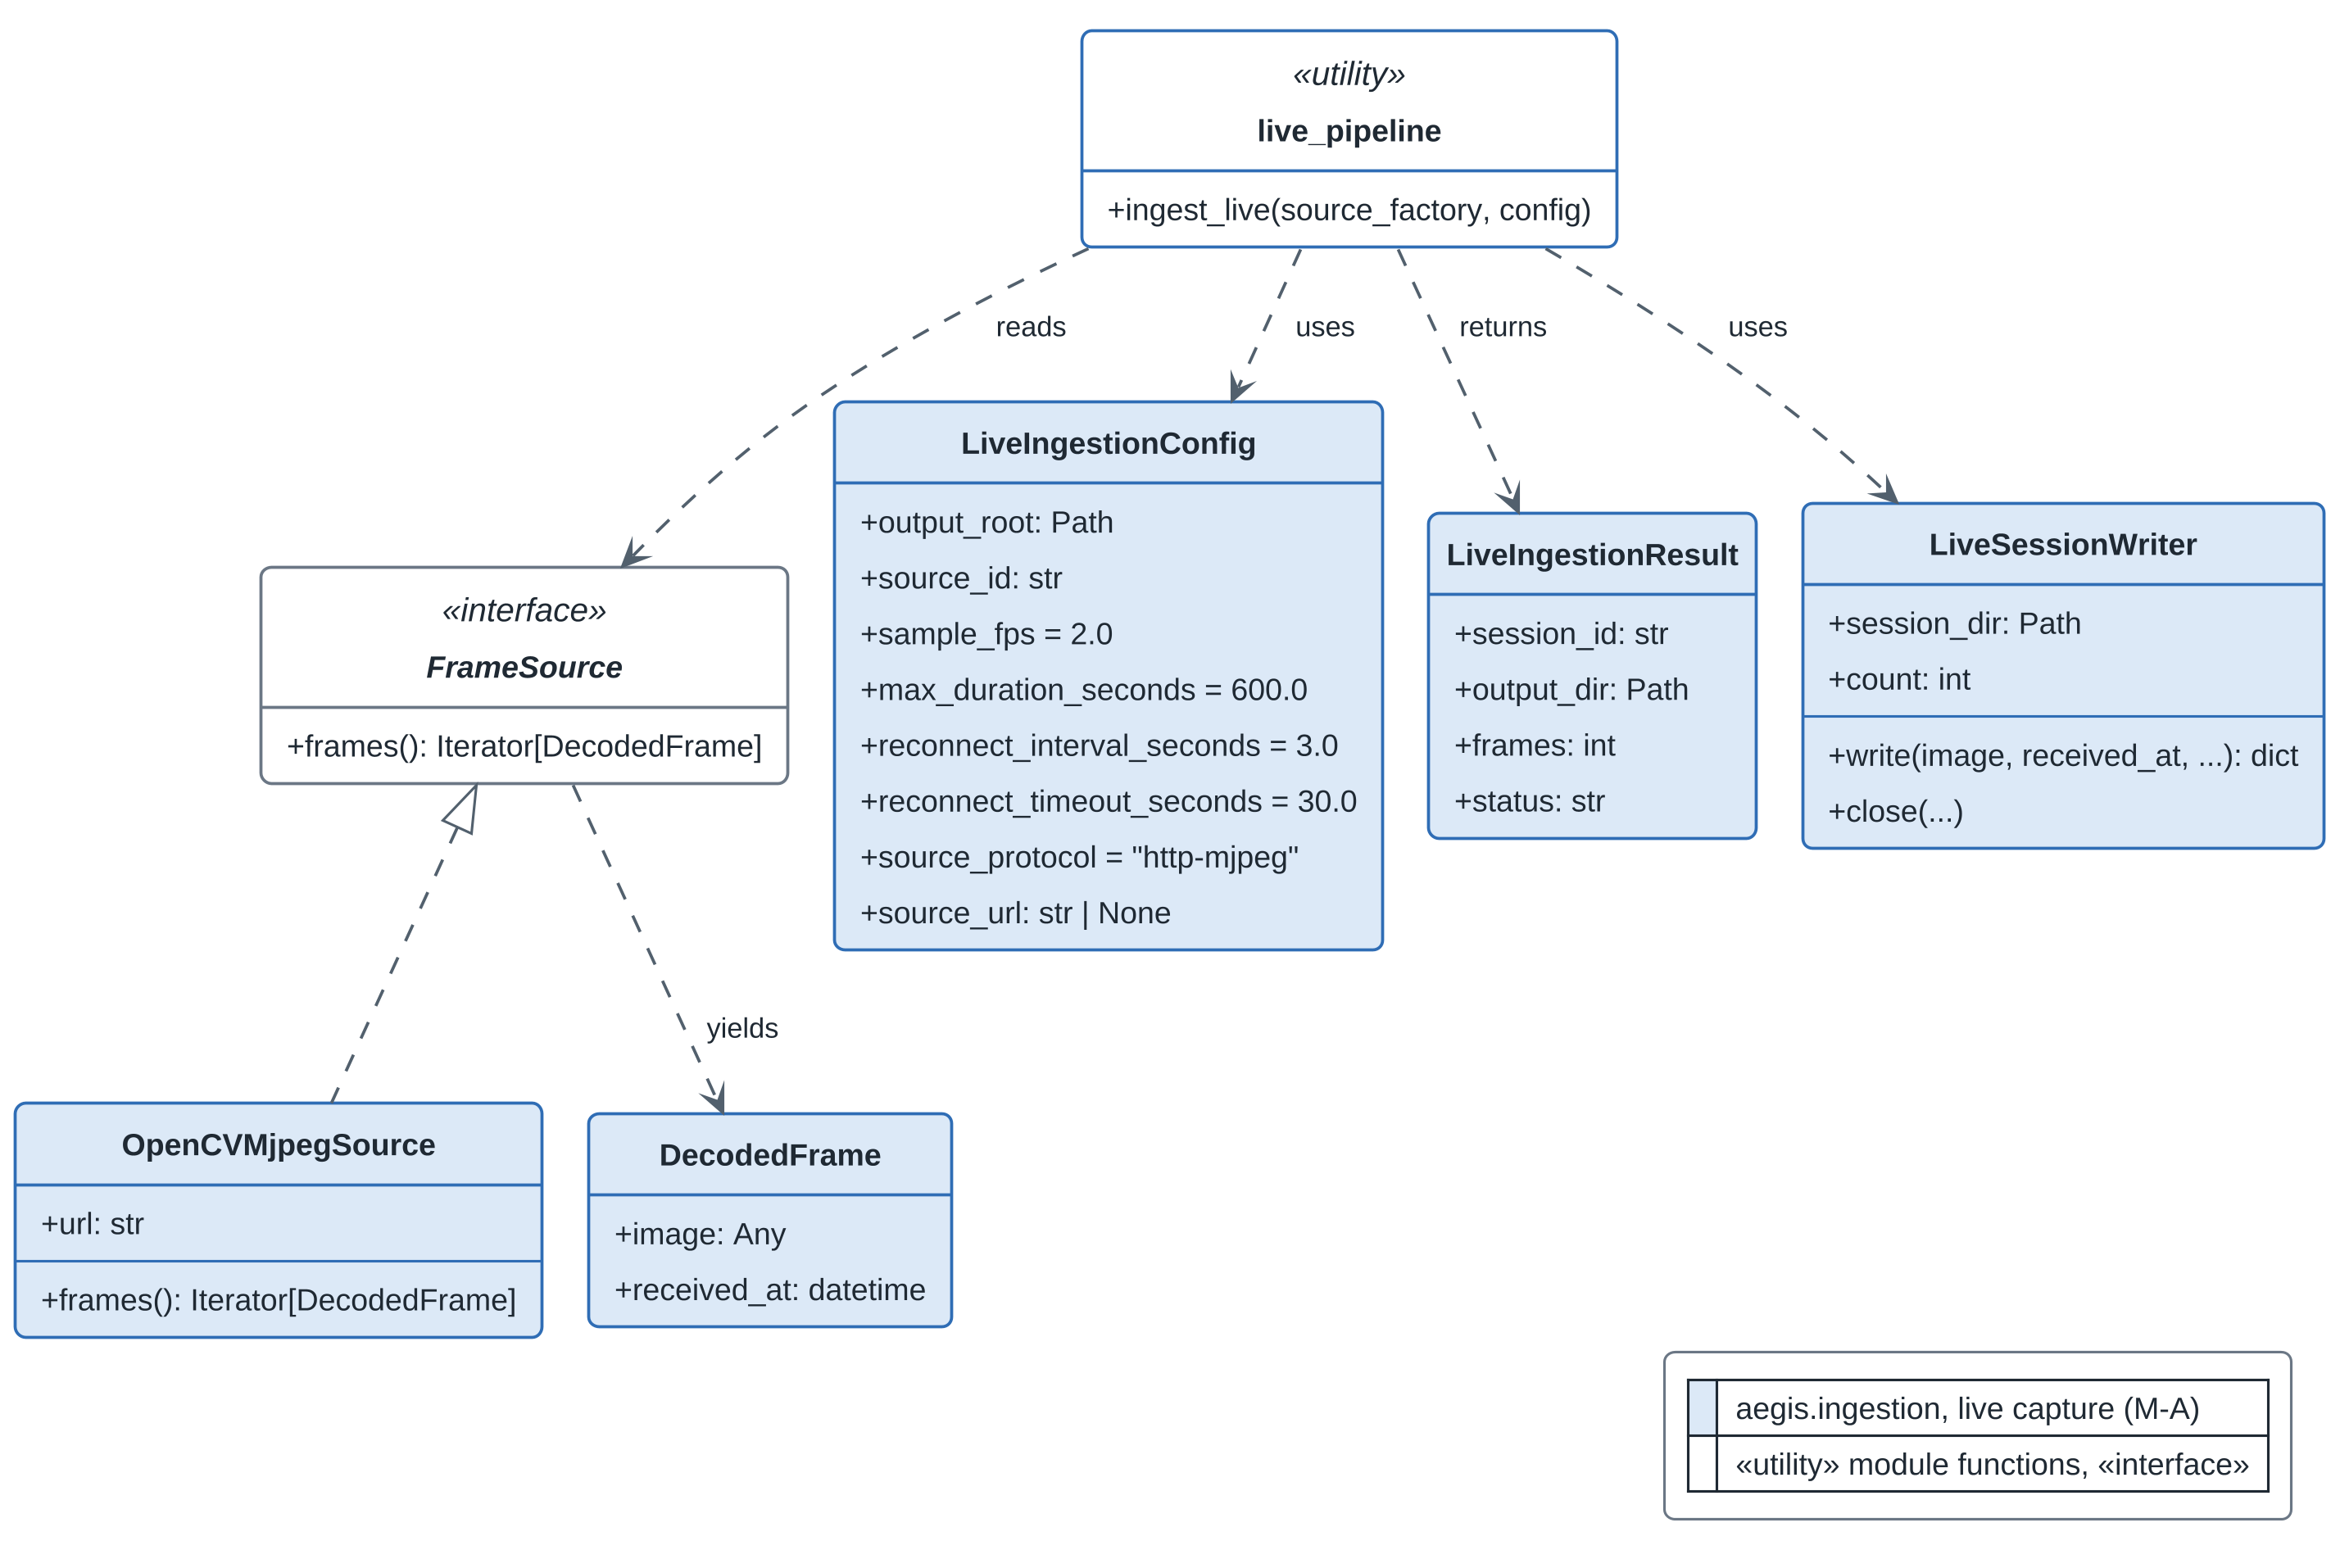 «utility»
live_pipeline
+ingest_live(source_factory, config)
reads
uses
returns
uses
«interface»
FrameSource
+frames(): Iterator[DecodedFrame]
LiveIngestionConfig
+output_root: Path
+source_id: str
+sample_fps = 2.0
+max_duration_seconds = 600.0
+reconnect_interval_seconds = 3.0
+reconnect_timeout_seconds = 30.0
+source_protocol = "http-mjpeg"
+source_url: str | None
LiveIngestionResult
+session_id: str
+output_dir: Path
+frames: int
+status: str
LiveSessionWriter
+session_dir: Path
+count: int
+write(image, received_at, ...): dict
+close(...)
yields
OpenCVMjpegSource
+url: str
+frames(): Iterator[DecodedFrame]
DecodedFrame
+image: Any
+received_at: datetime
aegis.ingestion, live capture (M-A)
«utility» module functions, «interface»